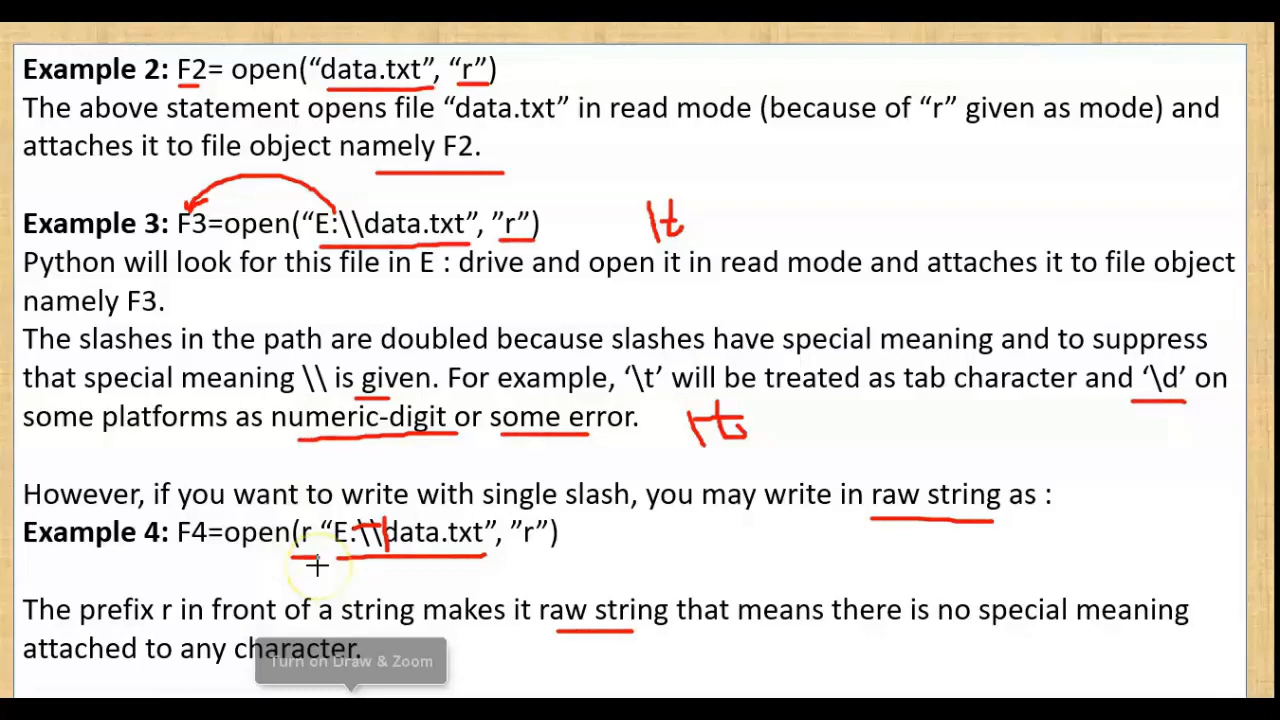 Example 2: F2= open(“data.txt”, “r”)
The above statement opens file “data.txt” in read mode (because of “r” given as mode) and
attaches it to file object namely F2.
Example 3: F3=open(“E:\\data.txt”, ”r”)
Python will look for this file in E : drive and open it in read mode and attaches it to file object
namely F3.
The slashes in the path are doubled because slashes have special meaning and to suppress
that special meaning \\ is given. For example, ‘\t’ will be treated as tab character and ‘\d’ on
some platforms as numeric-digit or some error.
However, if you want to write with single slash, you may write in raw string as :
Example 4: F4=open(r “E:\\data.txt”, ”r”)
The prefix r in front of a string makes it raw string that means there is no special meaning
attached to any character.
Turn on Draw & Zoom